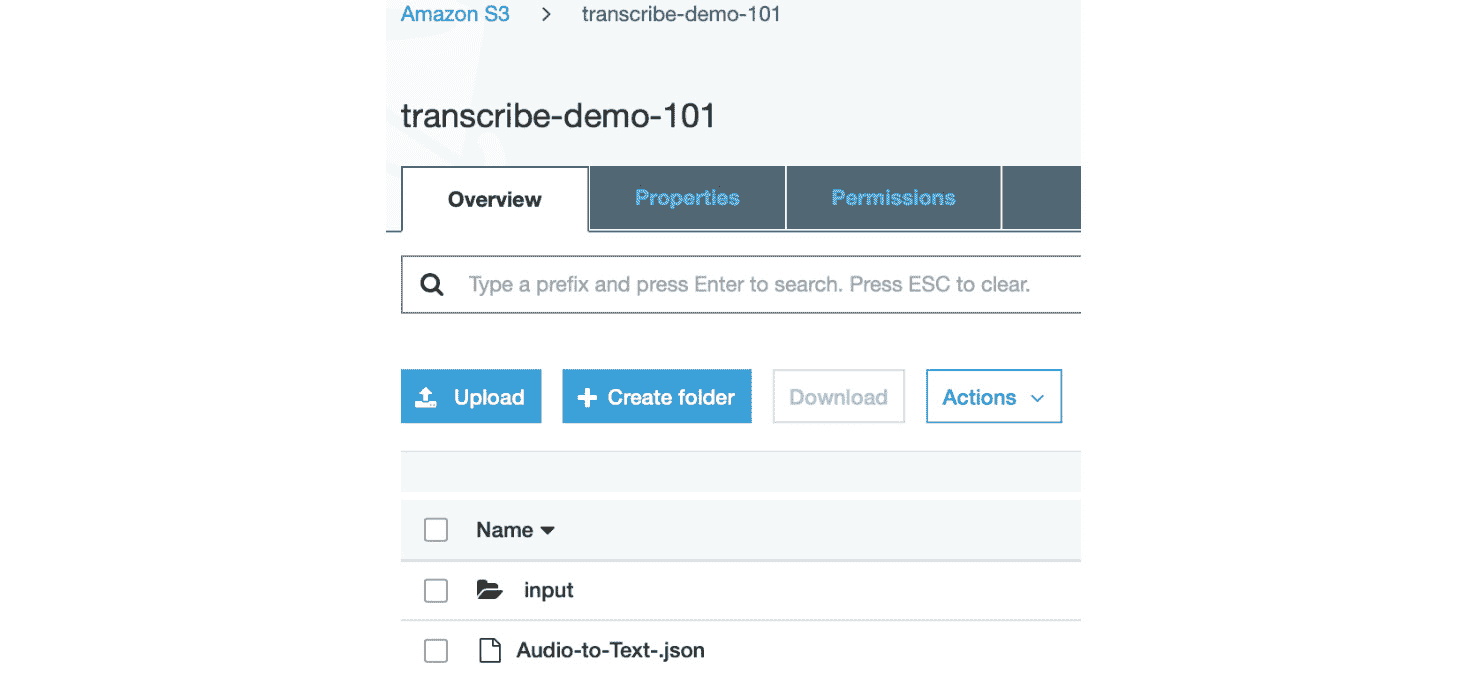 Amazon S3 > transcribe-demo-101
transcribe-demo-101
Overview Properties Permissions
Type a prefix and press Enter to search. Press ESC to clear.
Upload + Create folder Download Actions
Name
input
Audio-to-Text-.json